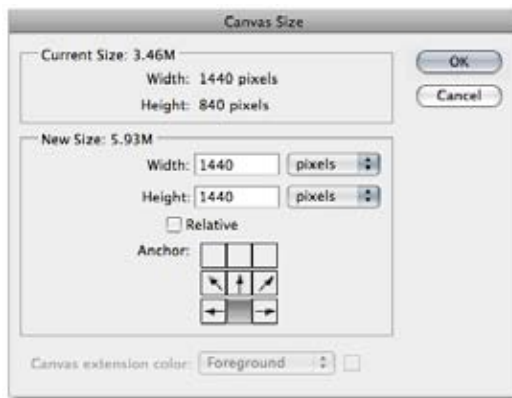 Canvas Size
Current Size: 3.46M
Width: 1440 pixels
Height: 840 pixels
OK
Cancel
New Size: 5.93M
Width: 1440 pixels
Height: 1440 pixels
Relative
Anchor:
Canvas extension color: Foreground